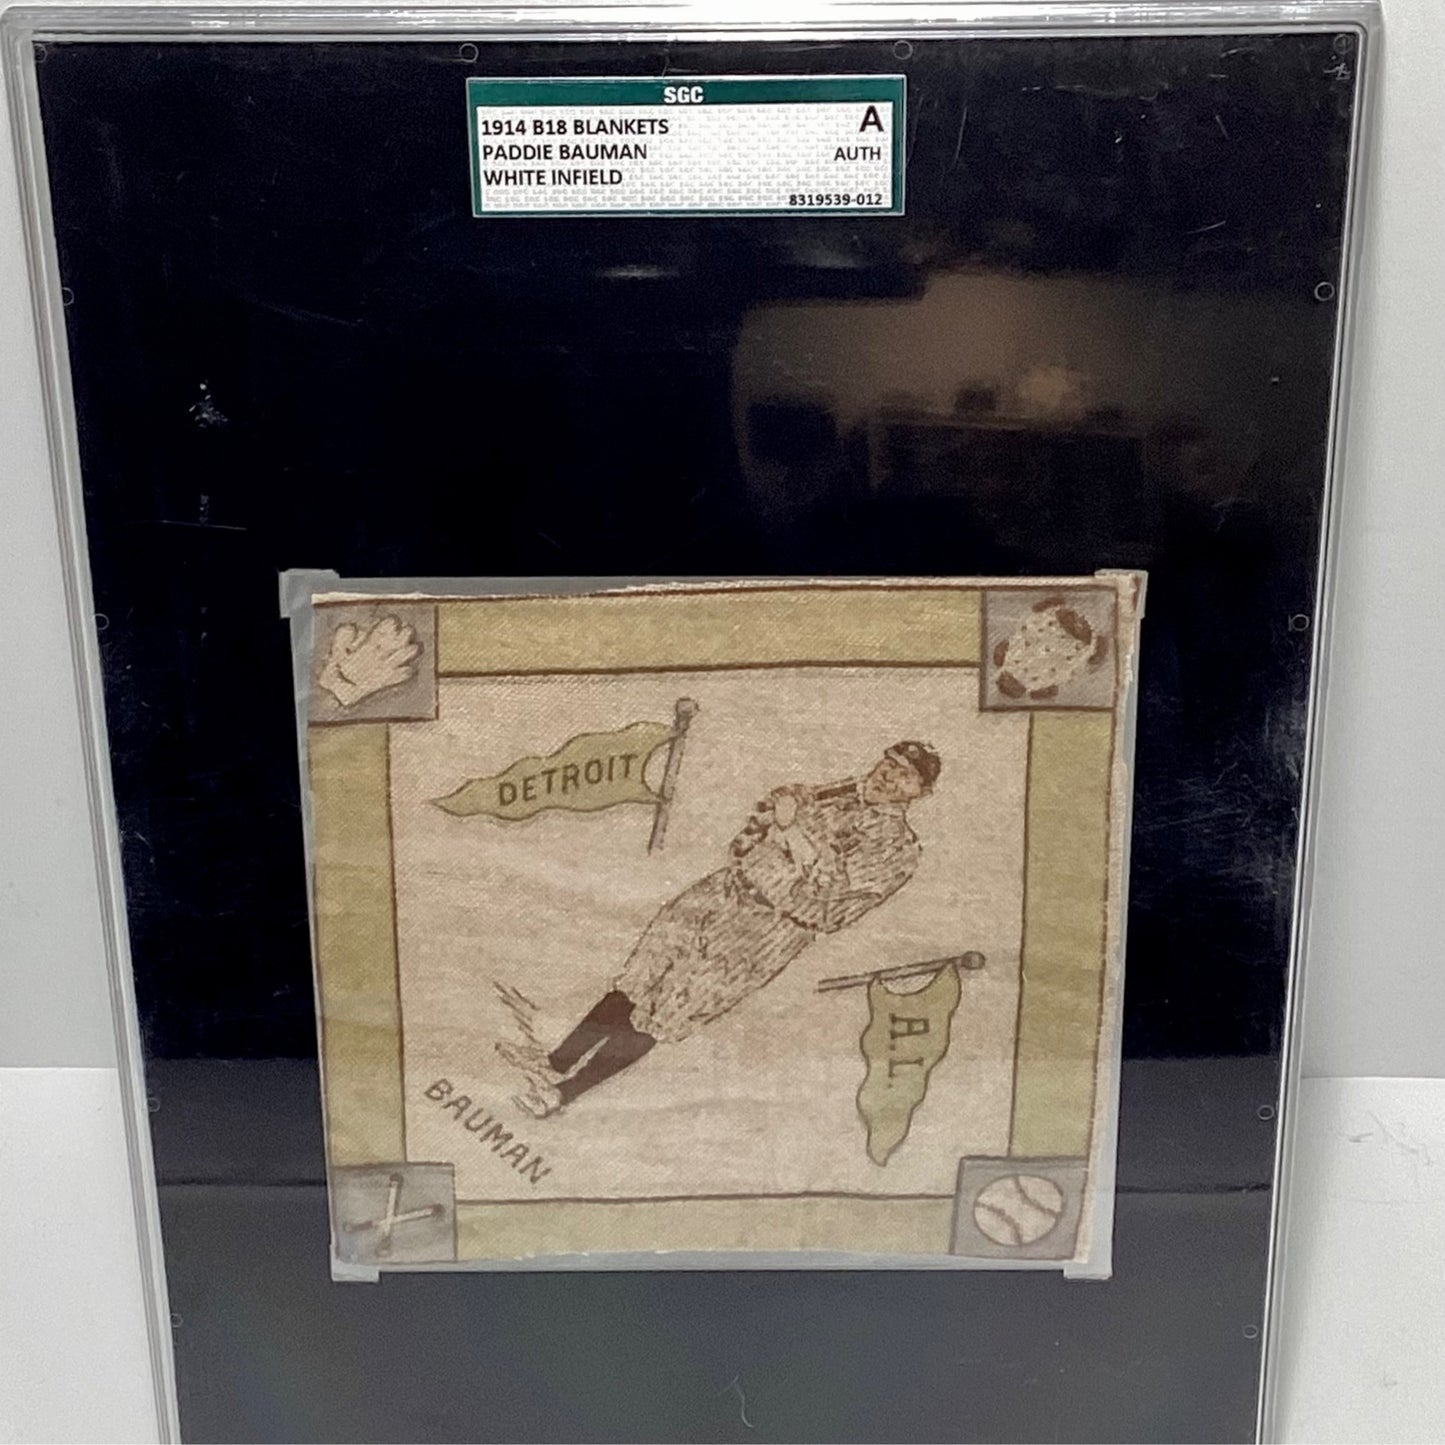 SGC
1914 B18 BLANKETS
A
PADDIE BAUMAN
AUTH
WHITE INFIELD
8319539-012
DETROIT
A.L.
BAUMAN